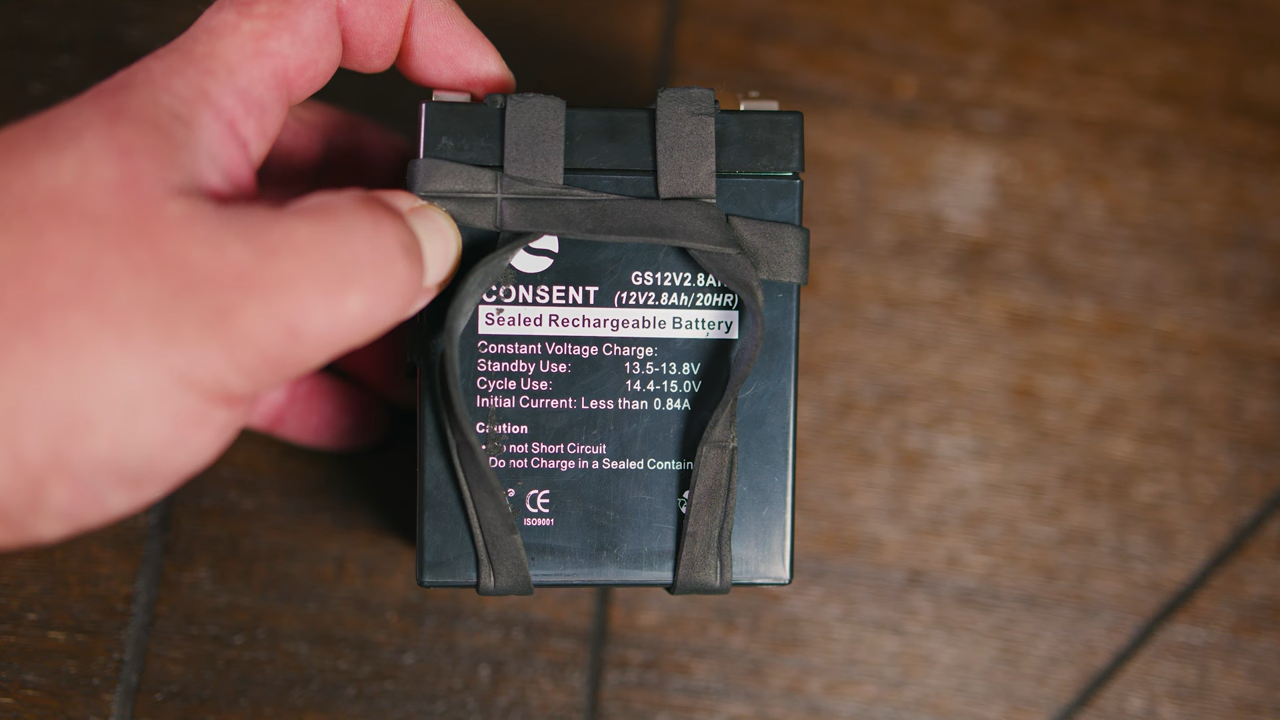 GS12V2.8Ah
CONSENT (12V2.8Ah/20HR)
Sealed Rechargeable Battery
Constant Voltage Charge:
Standby Use: 13.5-13.8V
Cycle Use: 14.4-15.0V
Initial Current: Less than 0.84A
Caution
not Short Circuit
Do not Charge in a Sealed Contain
CE
ISO9001